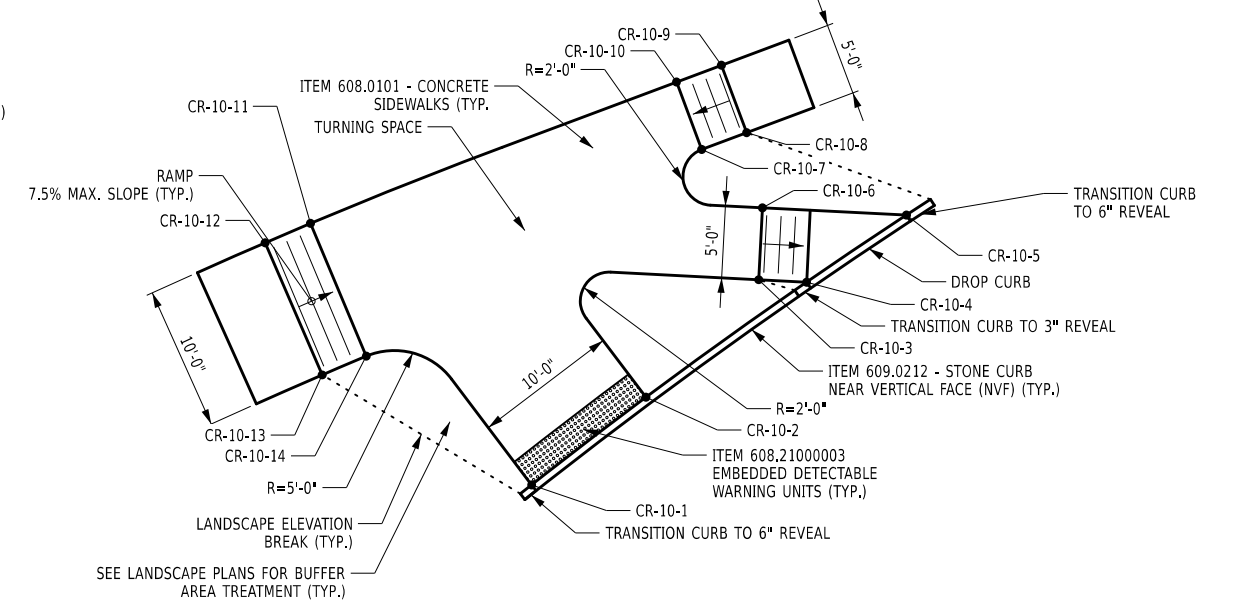 CR-10-9
CR-10-10
R=2'-0"
5'-0"
ITEM 608.0101 - CONCRETE
SIDEWALKS (TYP.
TURNING SPACE
CR-10-11
)
RAMP
7.5% MAX. SLOPE (TYP.)
CR-10-12
CR-10-8
CR-10-7
CR-10-6
TRANSITION CURB
TO 6" REVEAL
5'-0"
CR-10-5
DROP CURB
CR-10-4
TRANSITION CURB TO 3" REVEAL
CR-10-3
ITEM 609.0212 - STONE CURB
NEAR VERTICAL FACE (NVF) (TYP.)
10'-0"
10'-0"
R=2'-0"
CR-10-2
CR-10-13
CR-10-14
ITEM 608.21000003
EMBEDDED DETECTABLE
WARNING UNITS (TYP.)
R=5'-0"
CR-10-1
LANDSCAPE ELEVATION
BREAK (TYP.)
TRANSITION CURB TO 6" REVEAL
SEE LANDSCAPE PLANS FOR BUFFER
AREA TREATMENT (TYP.)